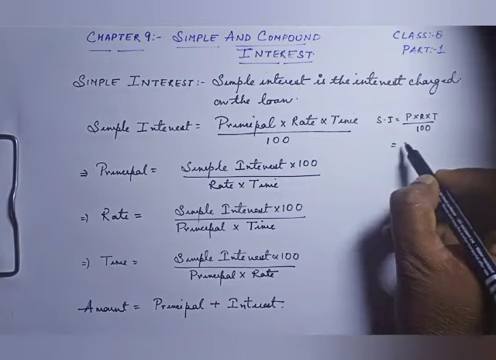 CHAPTER 9:- SIMPLE AND COMPOUND INTEREST.
CLASS:- 8
PART:- 1
SIMPLE INTEREST:- Simple interest is the interest charged
on the loan.
Simple Interest = Principal × Rate × Time / 100
S.I = P×R×T / 100
=
⇒ Principal = Simple Interest × 100 / Rate × Time
⇒ Rate = Simple Interest × 100 / Principal × Time
⇒ Time = Simple Interest × 100 / Principal × Rate
Amount = Principal + Interest.